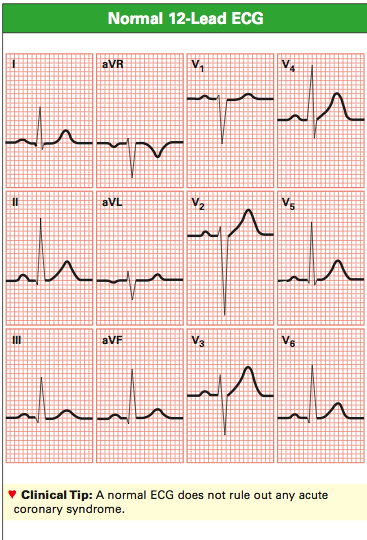 Normal 12-Lead ECG
I aVR V1 V4
II aVL V2 V5
III aVF V3 V6
♥ Clinical Tip: A normal ECG does not rule out any acute
coronary syndrome.